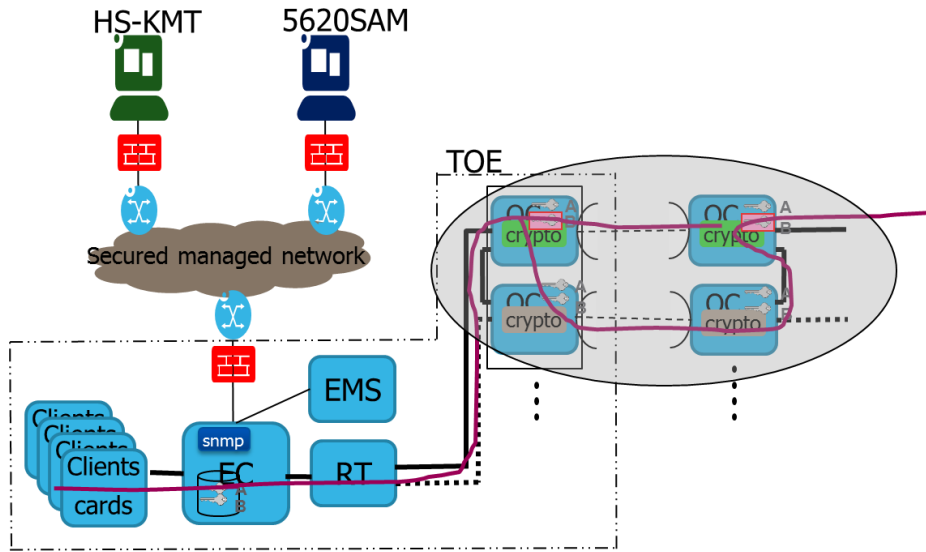 HS-KMT
5620SAM
TOE
OC
A
crypto
OC
A
B
crypto
Secured managed network
OC
A
B
crypto
OC
A
crypto
EMS
Clients
Clients
Clients
Clients
cards
snmp
EC
A
B
RT